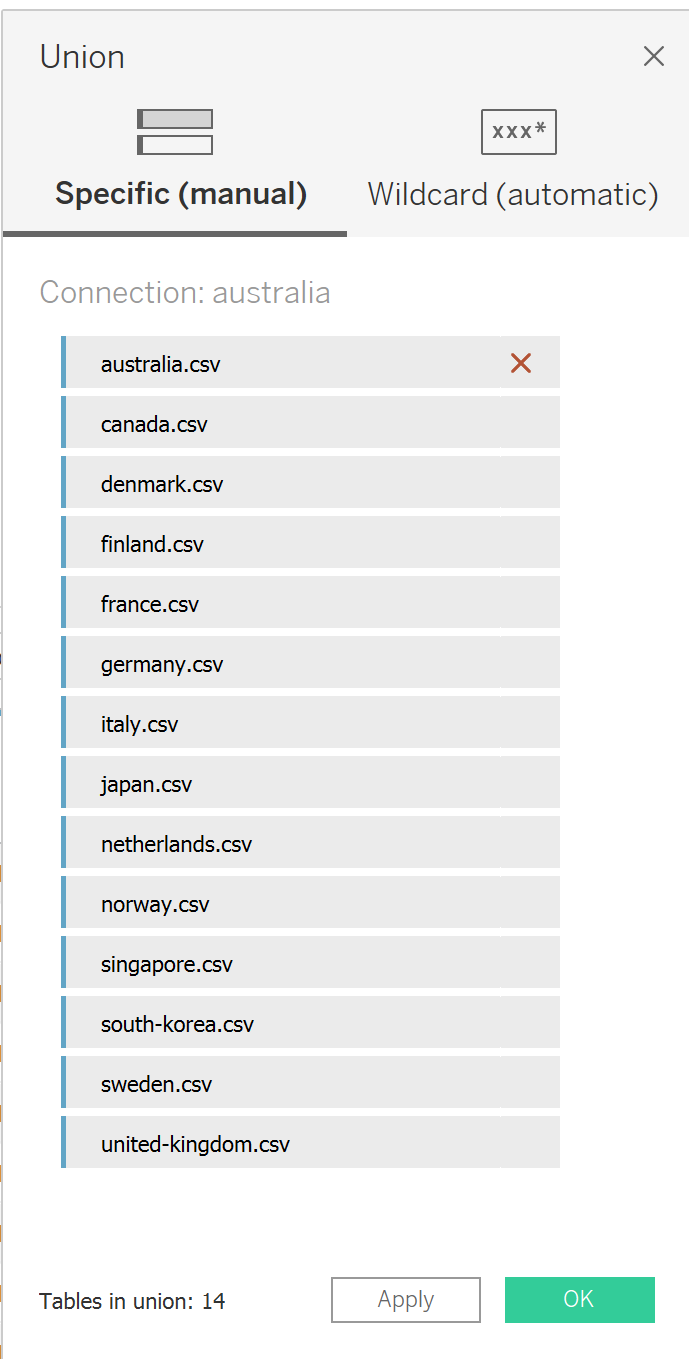 Union
xxx*
Specific (manual)
Wildcard (automatic)
Connection: australia
australia.csv
canada.csv
denmark.csv
finland.csv
france.csv
germany.csv
italy.csv
japan.csv
netherlands.csv
norway.csv
singapore.csv
south-korea.csv
sweden.csv
united-kingdom.csv
Tables in union: 14
Apply
OK